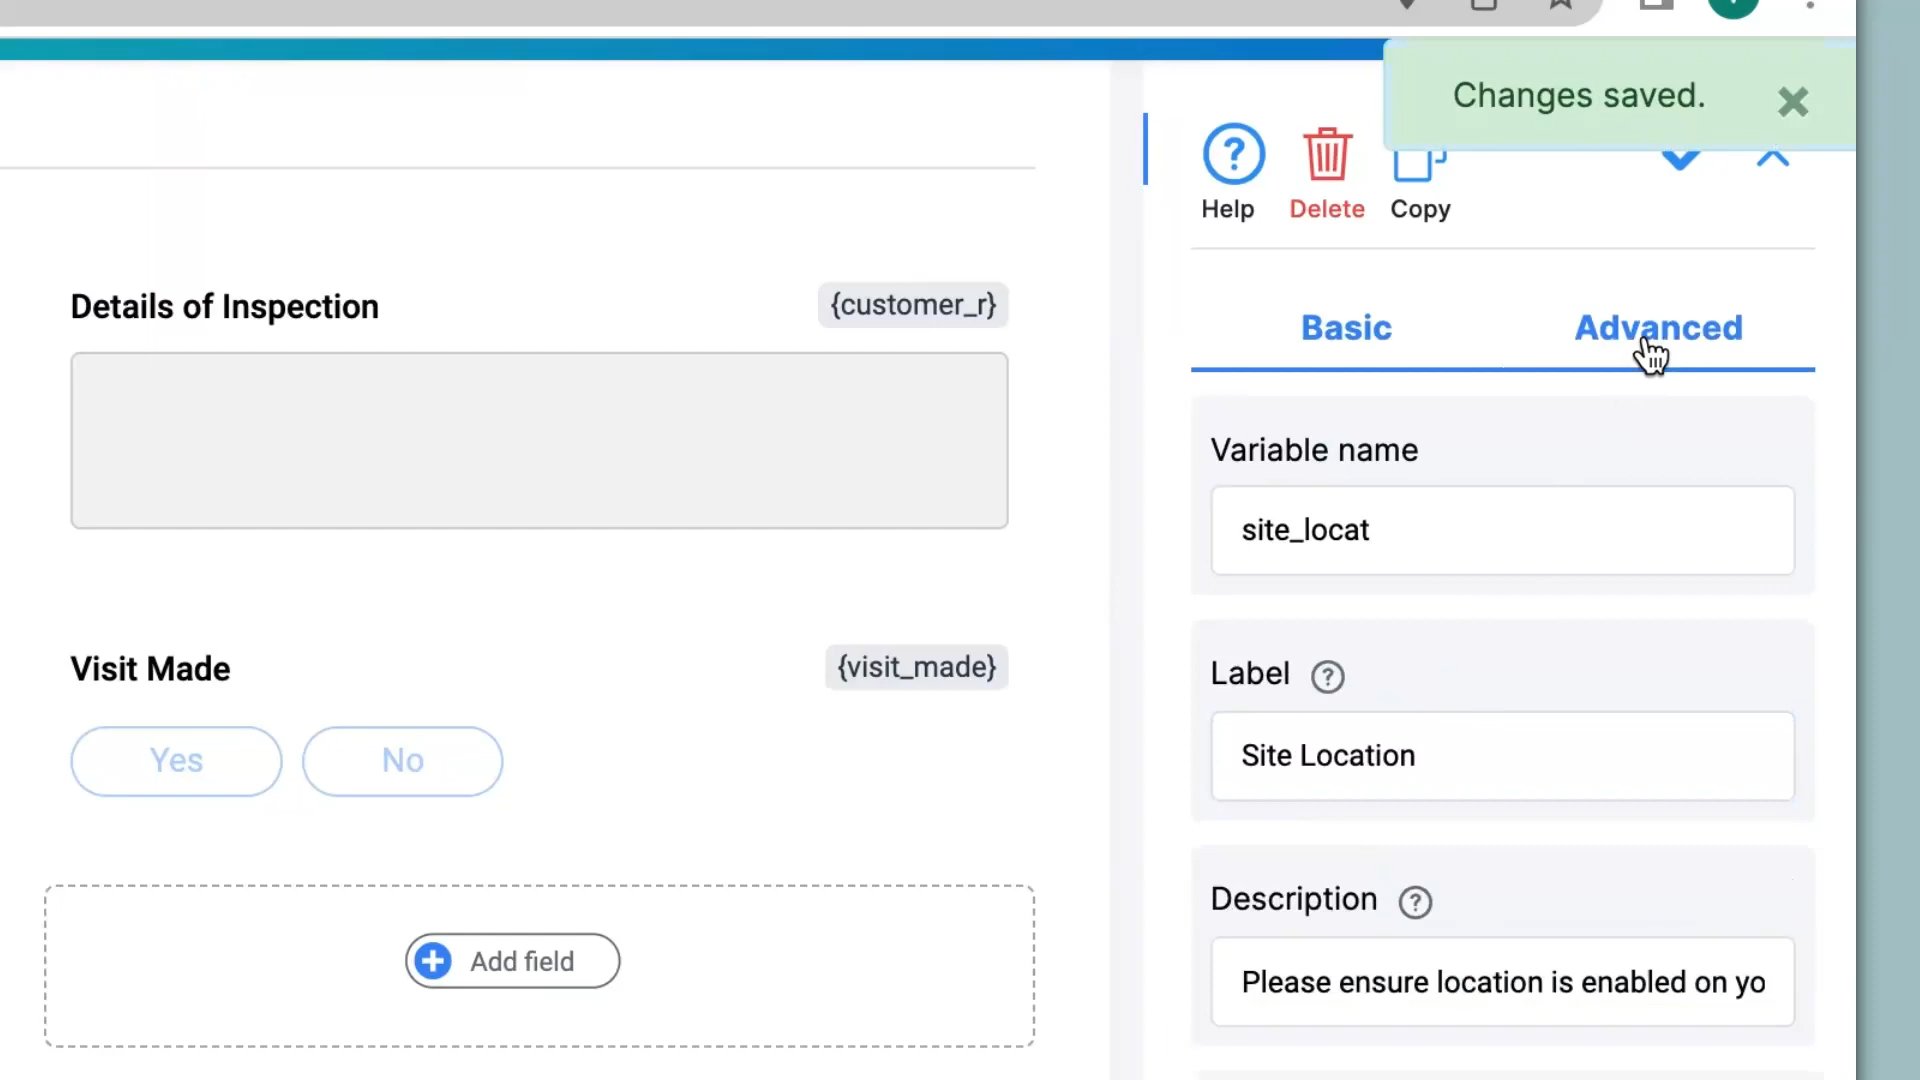 Changes saved.
Help Delete Copy
Details of Inspection {customer_r}
Basic Advanced
Variable name
site_locat
Visit Made {visit_made}
Label
Site Location
Yes No
Description
Add field
Please ensure location is enabled on yo